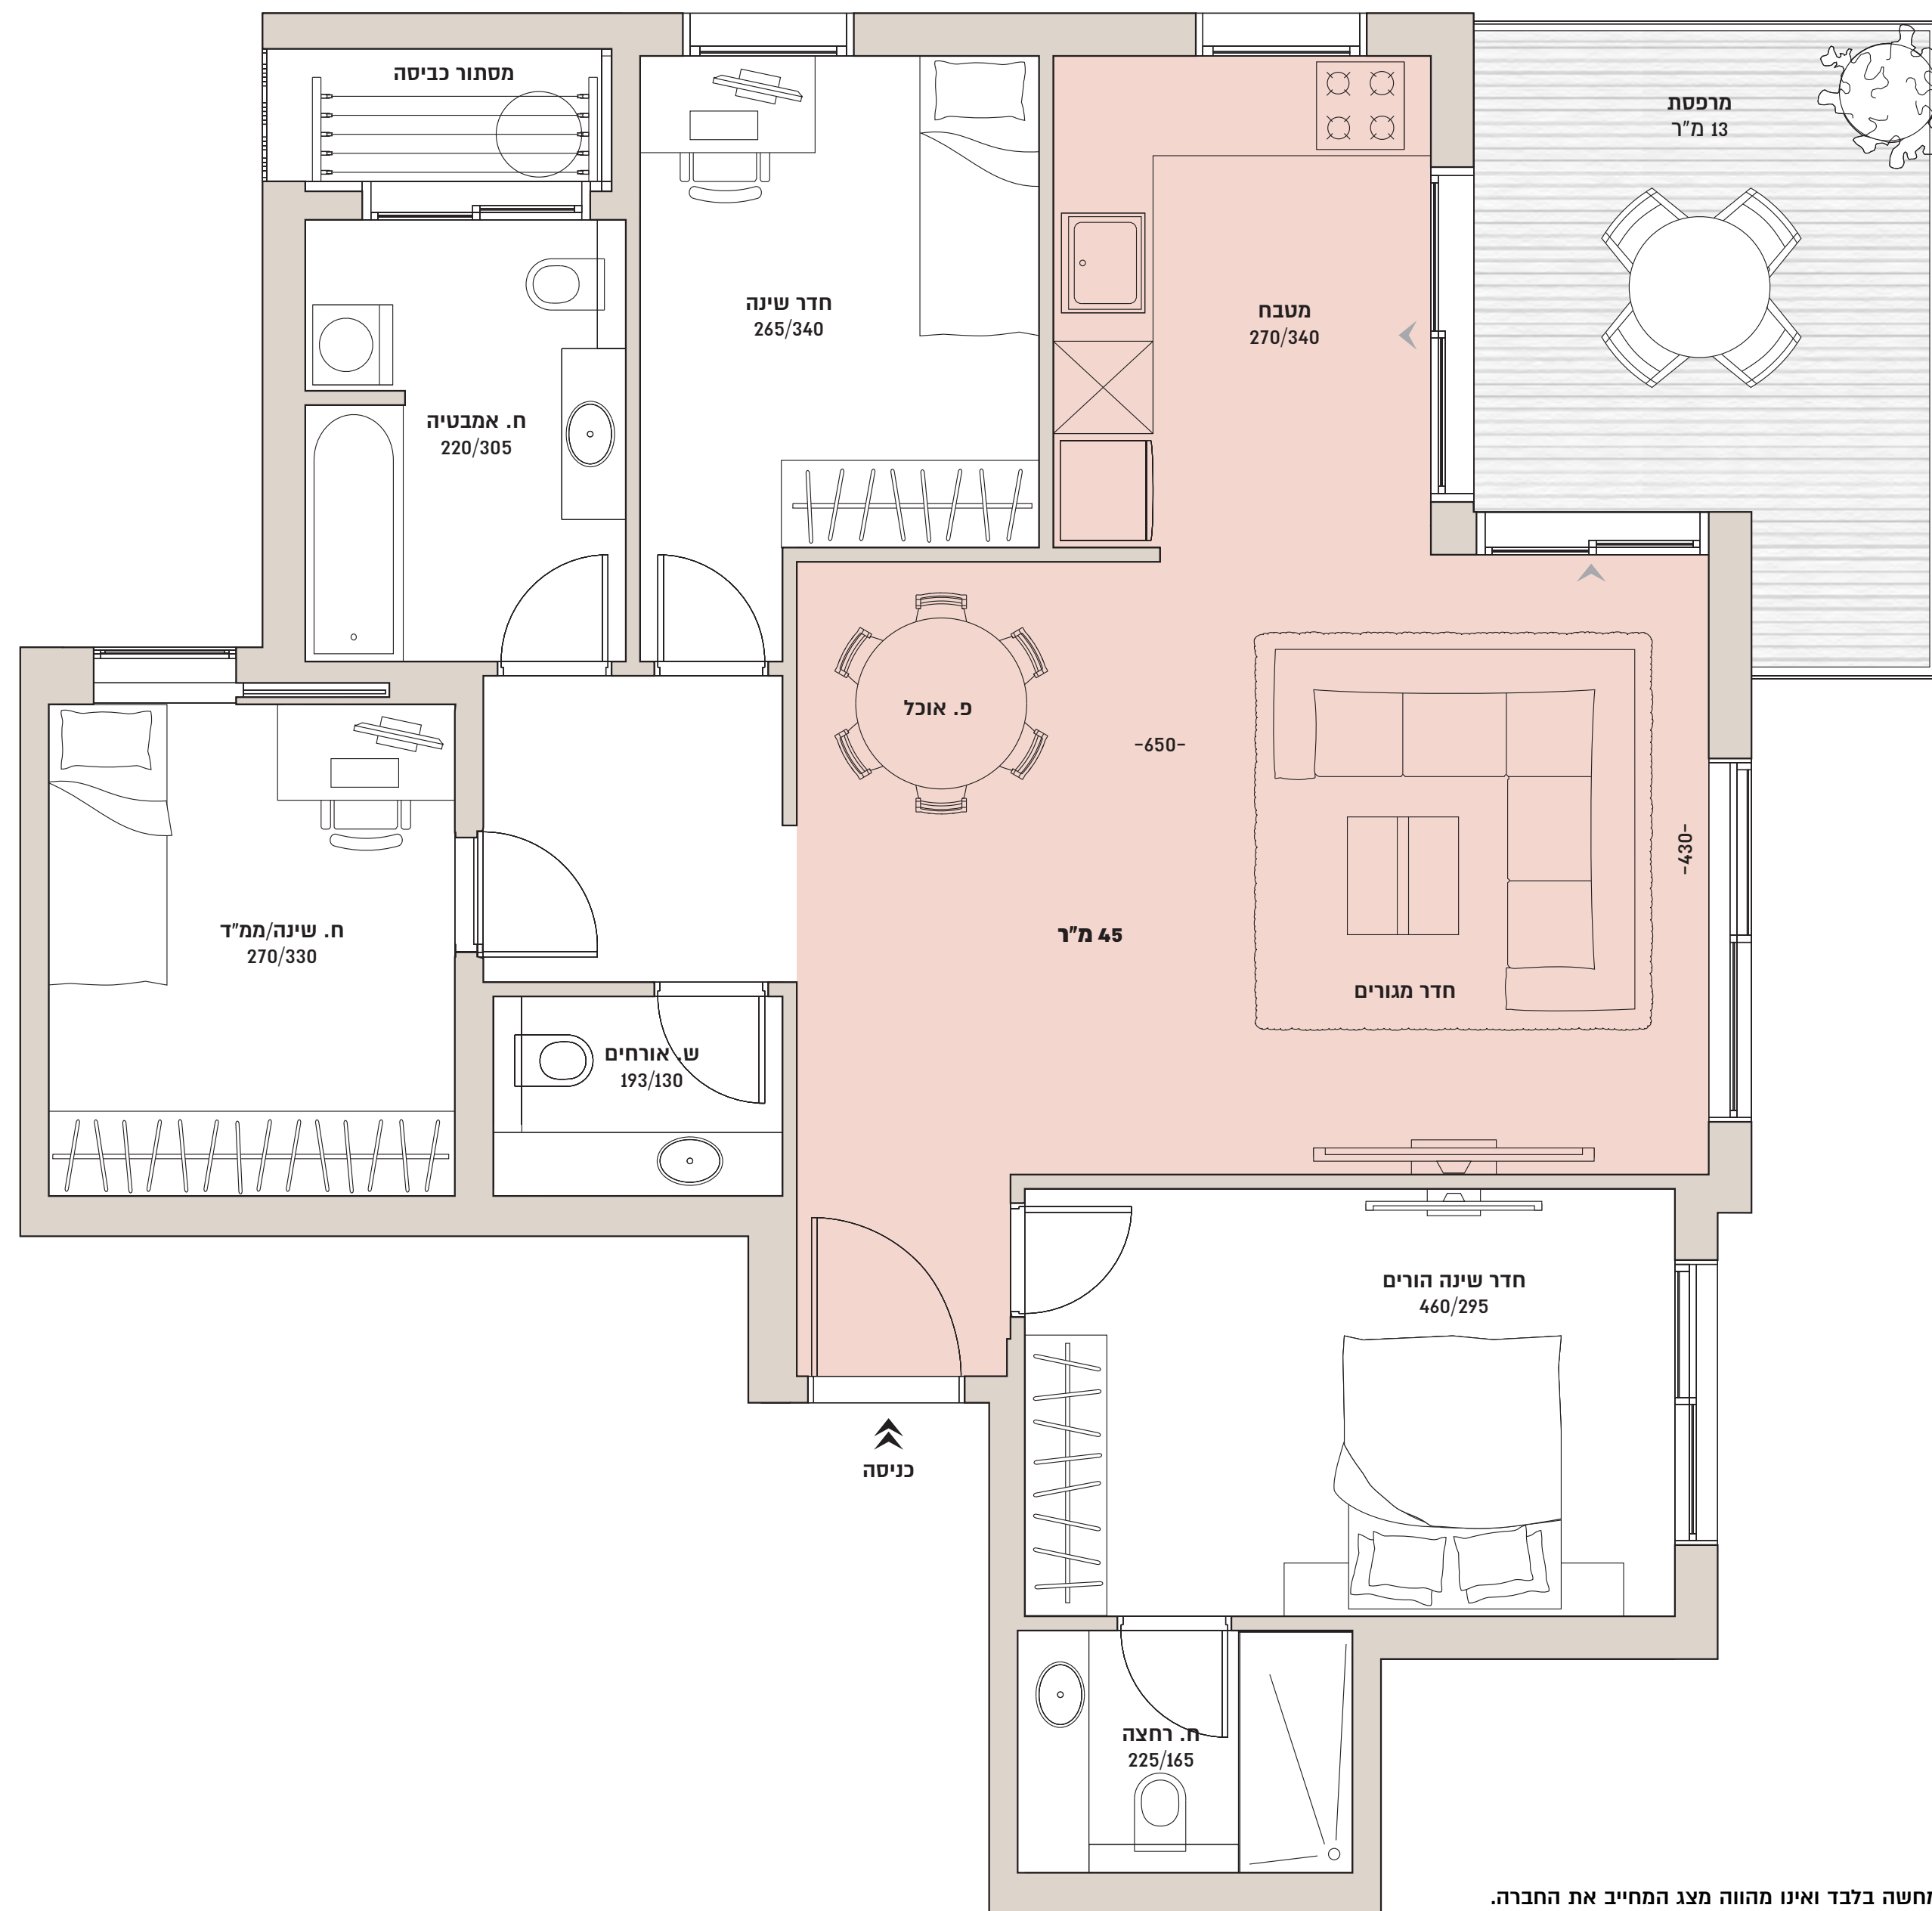 מסתור כביסה
מרפסת
13 מ"ר
חדר שינה
265/340
מטבח
270/340
ח. אמבטיה
220/305
פ. אוכל
-650-
-430-
ח. שינה/ממ"ד
270/330
45 מ"ר
חדר מגורים
ש. אורחים
193/130
חדר שינה הורים
460/295
כניסה
ח. רחצה
225/165
בלבד ואינו מהווה מצג המחייב את החברה.